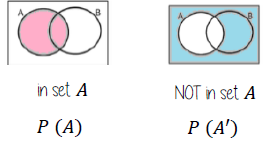 A B
A B
in set A
NOT in set A
P (A)
P (A')